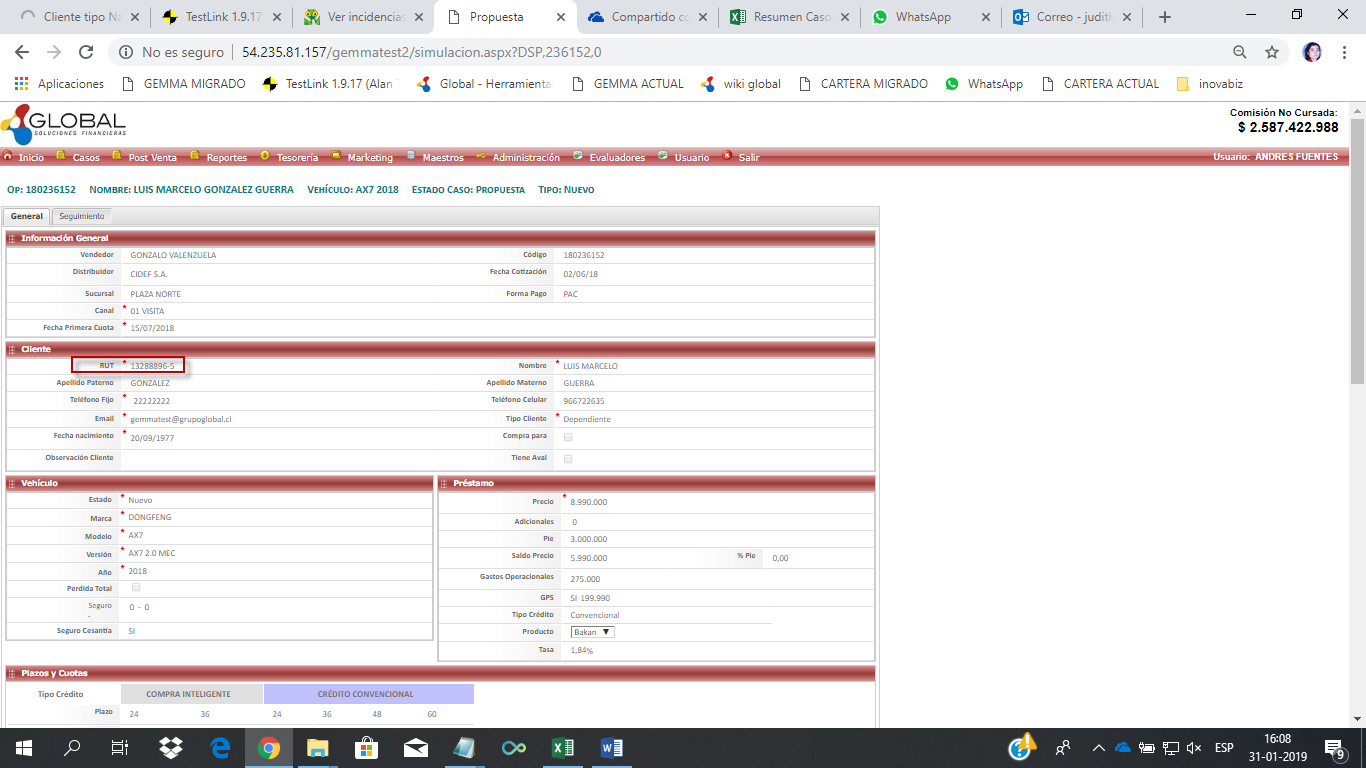 Cliente tipo Na
TestLink 1.9.17
Ver incidencias
Propuesta
Compartido co
Resumen Caso
WhatsApp
Correo - judith
No es seguro | 54.235.81.157/gemmatest2/simulacion.aspx?DSP,236152,0
Aplicaciones GEMMA MIGRADO TestLink 1.9.17 (Alan Global - Herramienta: GEMMA ACTUAL wiki global CARTERA MIGRADO WhatsApp CARTERA ACTUAL inovabiz
GLOBAL
SOLUCIONES FINANCIERAS
Comisión No Cursada:
$ 2.587.422.988
Inicio Casos Post Venta Reportes Tesorería Marketing Maestros Administración Evaluadores Usuario Salir Usuario: ANDRES FUENTES
OP: 180236152 NOMBRE: LUIS MARCELO GONZALEZ GUERRA VEHÍCULO: AX7 2018 ESTADO CASO: PROPUESTA TIPO: NUEVO
General Seguimiento
Información General
Vendedor GONZALO VALENZUELA Código 180236152
Distribuidor CIDEF S.A. Fecha Cotización 02/06/18
Sucursal PLAZA NORTE Forma Pago PAC
Canal * 01 VISITA
Fecha Primera Cuota * 15/07/2018
Cliente
RUT * 13288896-5 Nombre * LUIS MARCELO
Apellido Paterno GONZALEZ Apellido Materno GUERRA
Teléfono Fijo * 22222222 Teléfono Celular 966722635
Email * gemmatest@grupoglobal.cl Tipo Cliente * Dependiente
Fecha nacimiento * 20/09/1977 Compra para
Observación Cliente Tiene Aval
Vehículo
Estado * Nuevo
Marca * DONGFENG
Modelo * AX7
Versión * AX7 2.0 MEC
Año * 2018
Perdida Total
Seguro 0 - 0
-
Seguro Cesantía SI
Préstamo
Precio * 8.990.000
Adicionales 0
Pie 3.000.000
Saldo Precio 5.990.000 % Pie 0,00
Gastos Operacionales 275.000
GPS SI 199.990
Tipo Crédito Convencional
Producto Bakan
Tasa 1,84%
Plazos y Cuotas
Tipo Crédito COMPRA INTELIGENTE CRÉDITO CONVENCIONAL
Plazo 24 36 24 36 48 60
ESP
16:08
31-01-2019
9